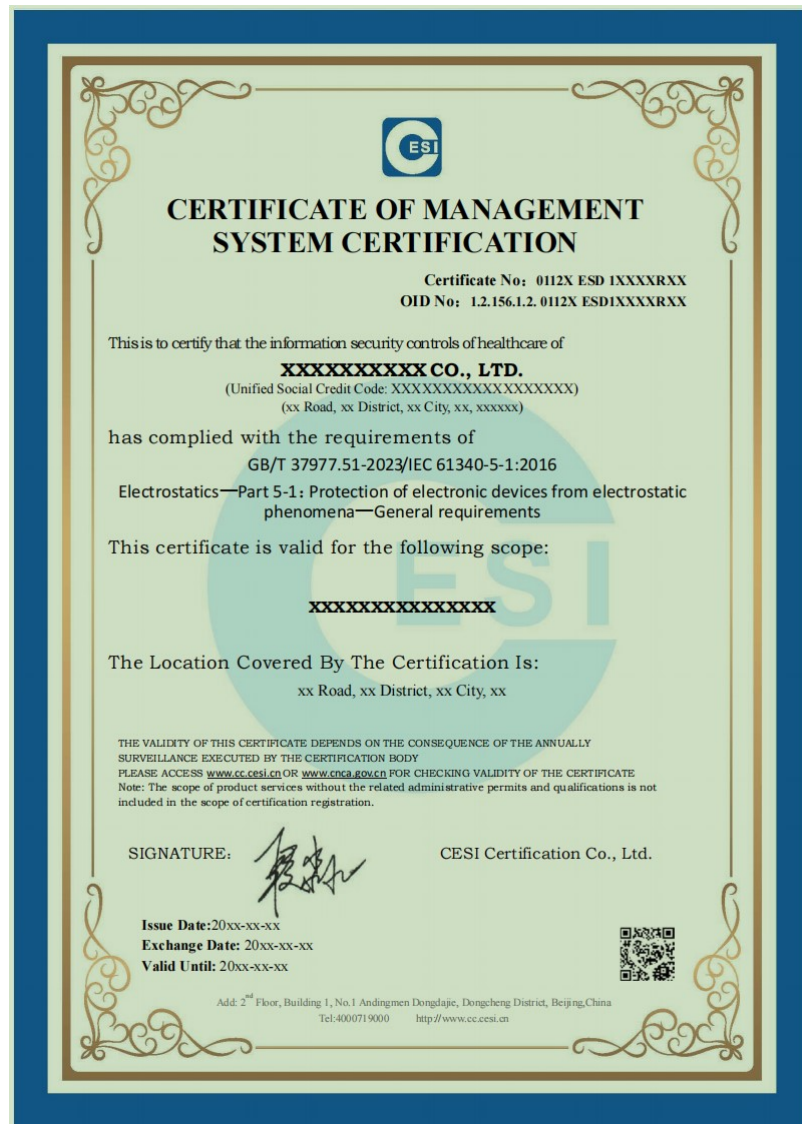 CESI
CERTIFICATE OF MANAGEMENT
SYSTEM CERTIFICATION
Certificate No：0112X ESD 1XXXXRXX
OID No：1.2.156.1.2. 0112X ESD1XXXXRXX
This is to certify that the information security controls of healthcare of
XXXXXXXXXX CO., LTD.
(Unified Social Credit Code: XXXXXXXXXXXXXXXXXX)
(xx Road, xx District, xx City, xx, xxxxxx)
has complied with the requirements of
GB/T 37977.51-2023/IEC 61340-5-1:2016
Electrostatics—Part 5-1：Protection of electronic devices from electrostatic
phenomena—General requirements
This certificate is valid for the following scope:
CESI
XXXXXXXXXXXXXXX
The Location Covered By The Certification Is:
xx Road, xx District, xx City, xx
THE VALIDITY OF THIS CERTIFICATE DEPENDS ON THE CONSEQUENCE OF THE ANNUALLY
SURVEILLANCE EXECUTED BY THE CERTIFICATION BODY
PLEASE ACCESS www.cc.cesi.cn OR www.cnca.gov.cn FOR CHECKING VALIDITY OF THE CERTIFICATE
Note: The scope of product services without the related administrative permits and qualifications is not
included in the scope of certification registration.
SIGNATURE:
CESI Certification Co., Ltd.
Issue Date:20xx-xx-xx
Exchange Date: 20xx-xx-xx
Valid Until: 20xx-xx-xx
Add: 2nd Floor, Building 1, No.1 Andingmen Dongdajie, Dongcheng District, Beijing,China
Tel:4000719000 http://www.cc.cesi.cn